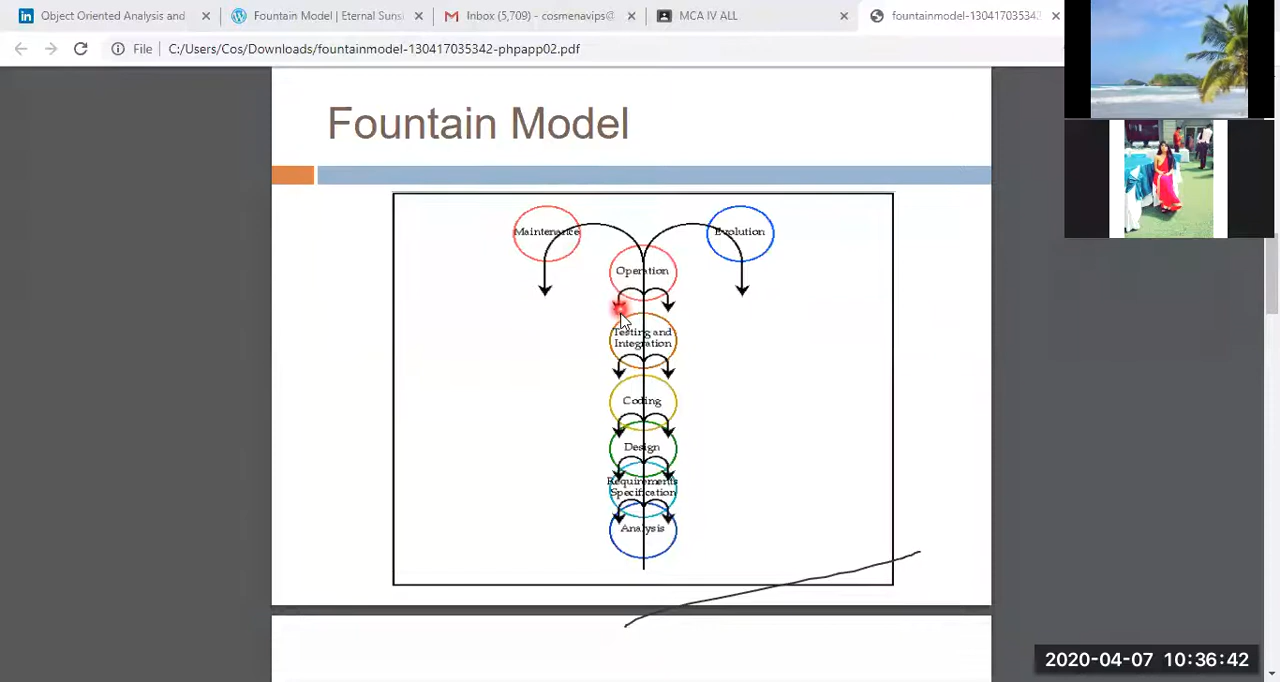 Object Oriented Analysis and
Fountain Model | Eternal Sunsl
Inbox (5,709) - cosmenavips@
MCA IV ALL
fountainmodel-130417035342
File
C:/Users/Cos/Downloads/fountainmodel-130417035342-phpapp02.pdf
Fountain Model
Maintenance
Evolution
Operation
Testing and
Integration
Coding
Design
Requirements
Specification
Analysis
2020-04-07 10:36:42